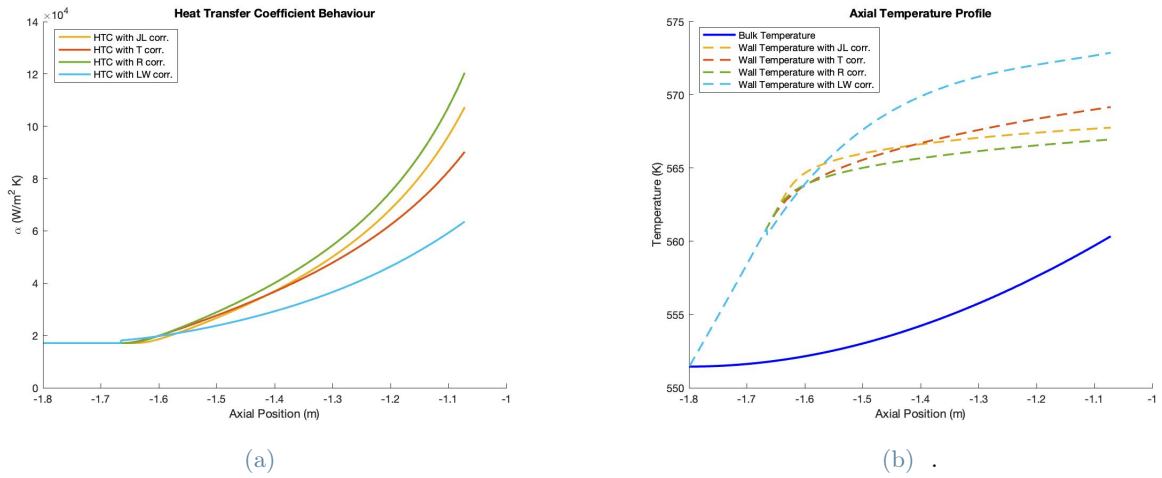 Heat Transfer Coefficient Behaviour
×10⁴
14
12
10
8
6
4
2
0
α (W/m² K)
HTC with JL corr.
HTC with T corr.
HTC with R corr.
HTC with LW corr.
-1.8 -1.7 -1.6 -1.5 -1.4 -1.3 -1.2 -1.1 -1
Axial Position (m)
(a)
Axial Temperature Profile
575
570
565
560
555
550
Temperature (K)
Bulk Temperature
Wall Temperature with JL corr.
Wall Temperature with T corr.
Wall Temperature with R corr.
Wall Temperature with LW corr.
-1.8 -1.7 -1.6 -1.5 -1.4 -1.3 -1.2 -1.1 -1
Axial Position (m)
(b) .